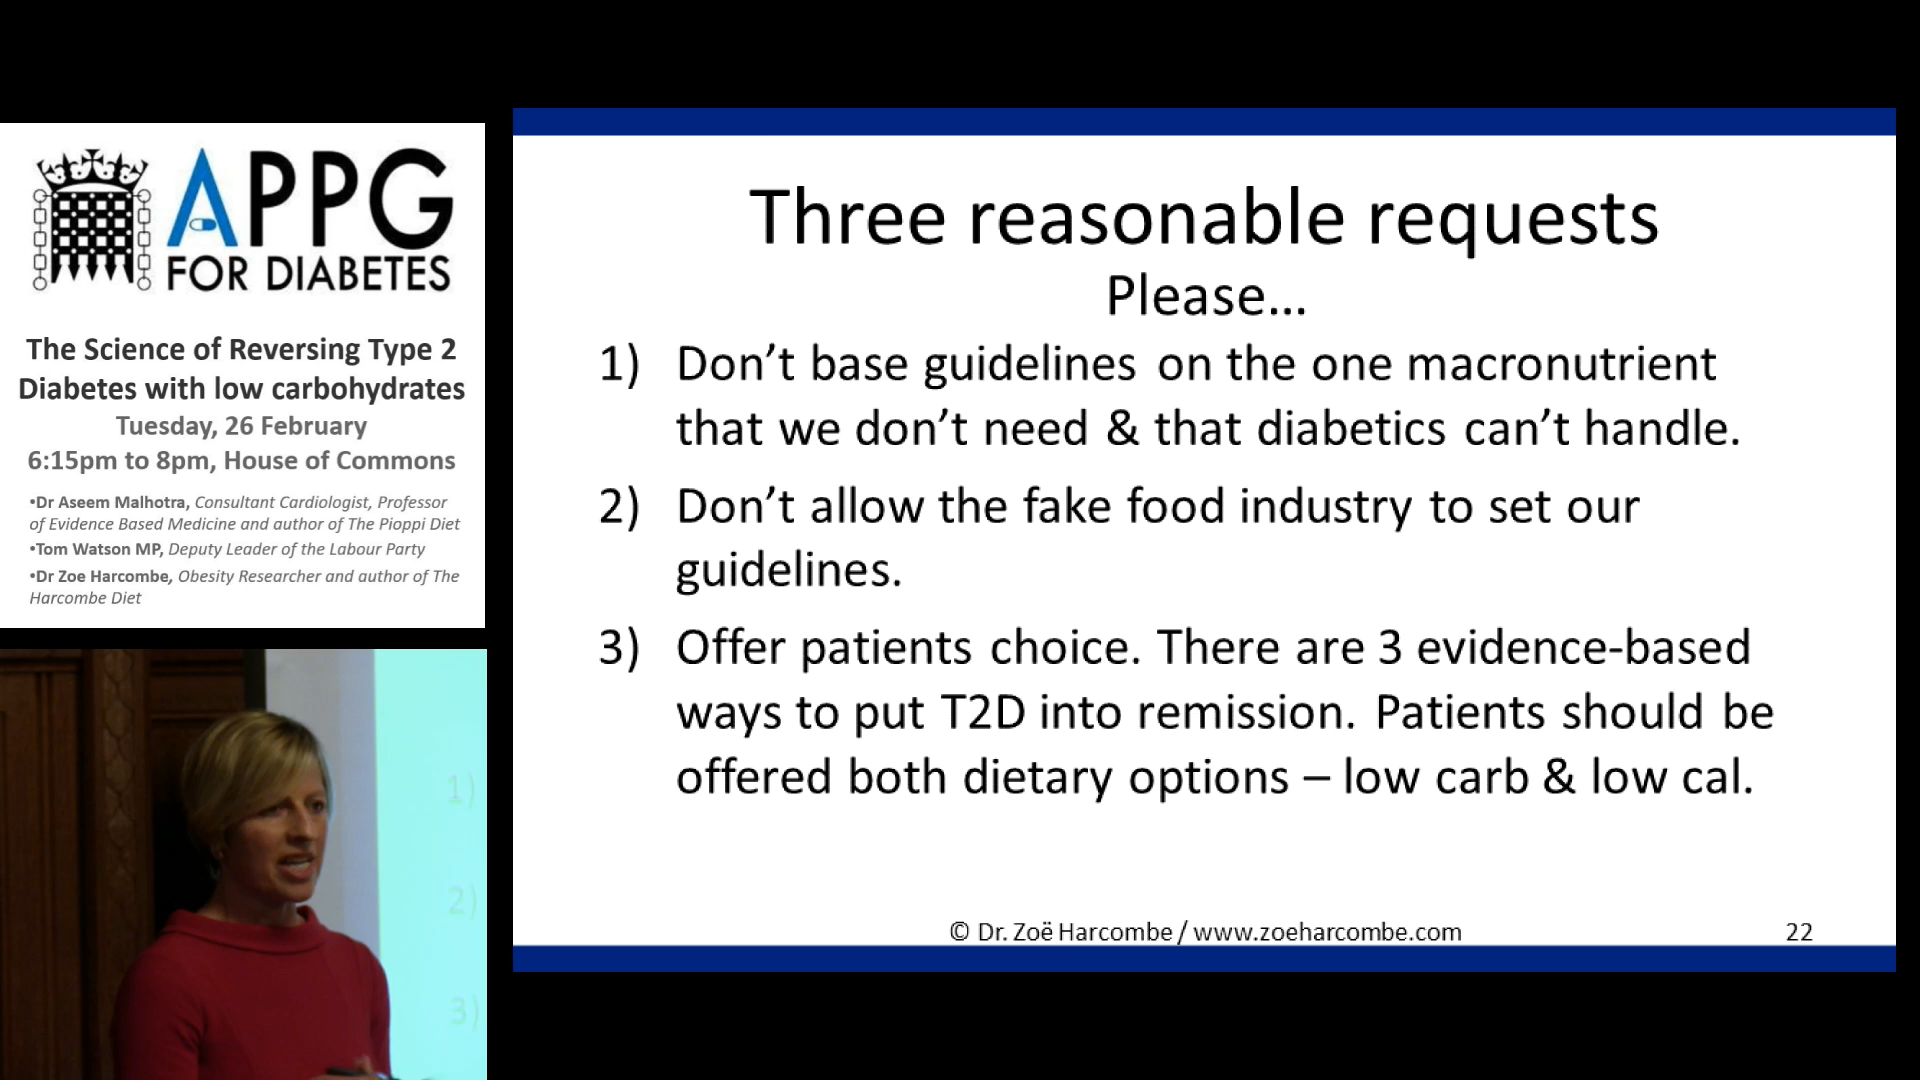 APPG
FOR DIABETES
The Science of Reversing Type 2
Diabetes with low carbohydrates
Tuesday, 26 February
6:15pm to 8pm, House of Commons
•Dr Aseem Malhotra, Consultant Cardiologist, Professor
of Evidence Based Medicine and author of The Pioppi Diet
•Tom Watson MP, Deputy Leader of the Labour Party
•Dr Zoe Harcombe, Obesity Researcher and author of The
Harcombe Diet
1)
2)
3)
Three reasonable requests
Please...
1) Don't base guidelines on the one macronutrient
that we don't need & that diabetics can't handle.
2) Don't allow the fake food industry to set our
guidelines.
3) Offer patients choice. There are 3 evidence-based
ways to put T2D into remission. Patients should be
offered both dietary options – low carb & low cal.
© Dr. Zoë Harcombe / www.zoeharcombe.com
22